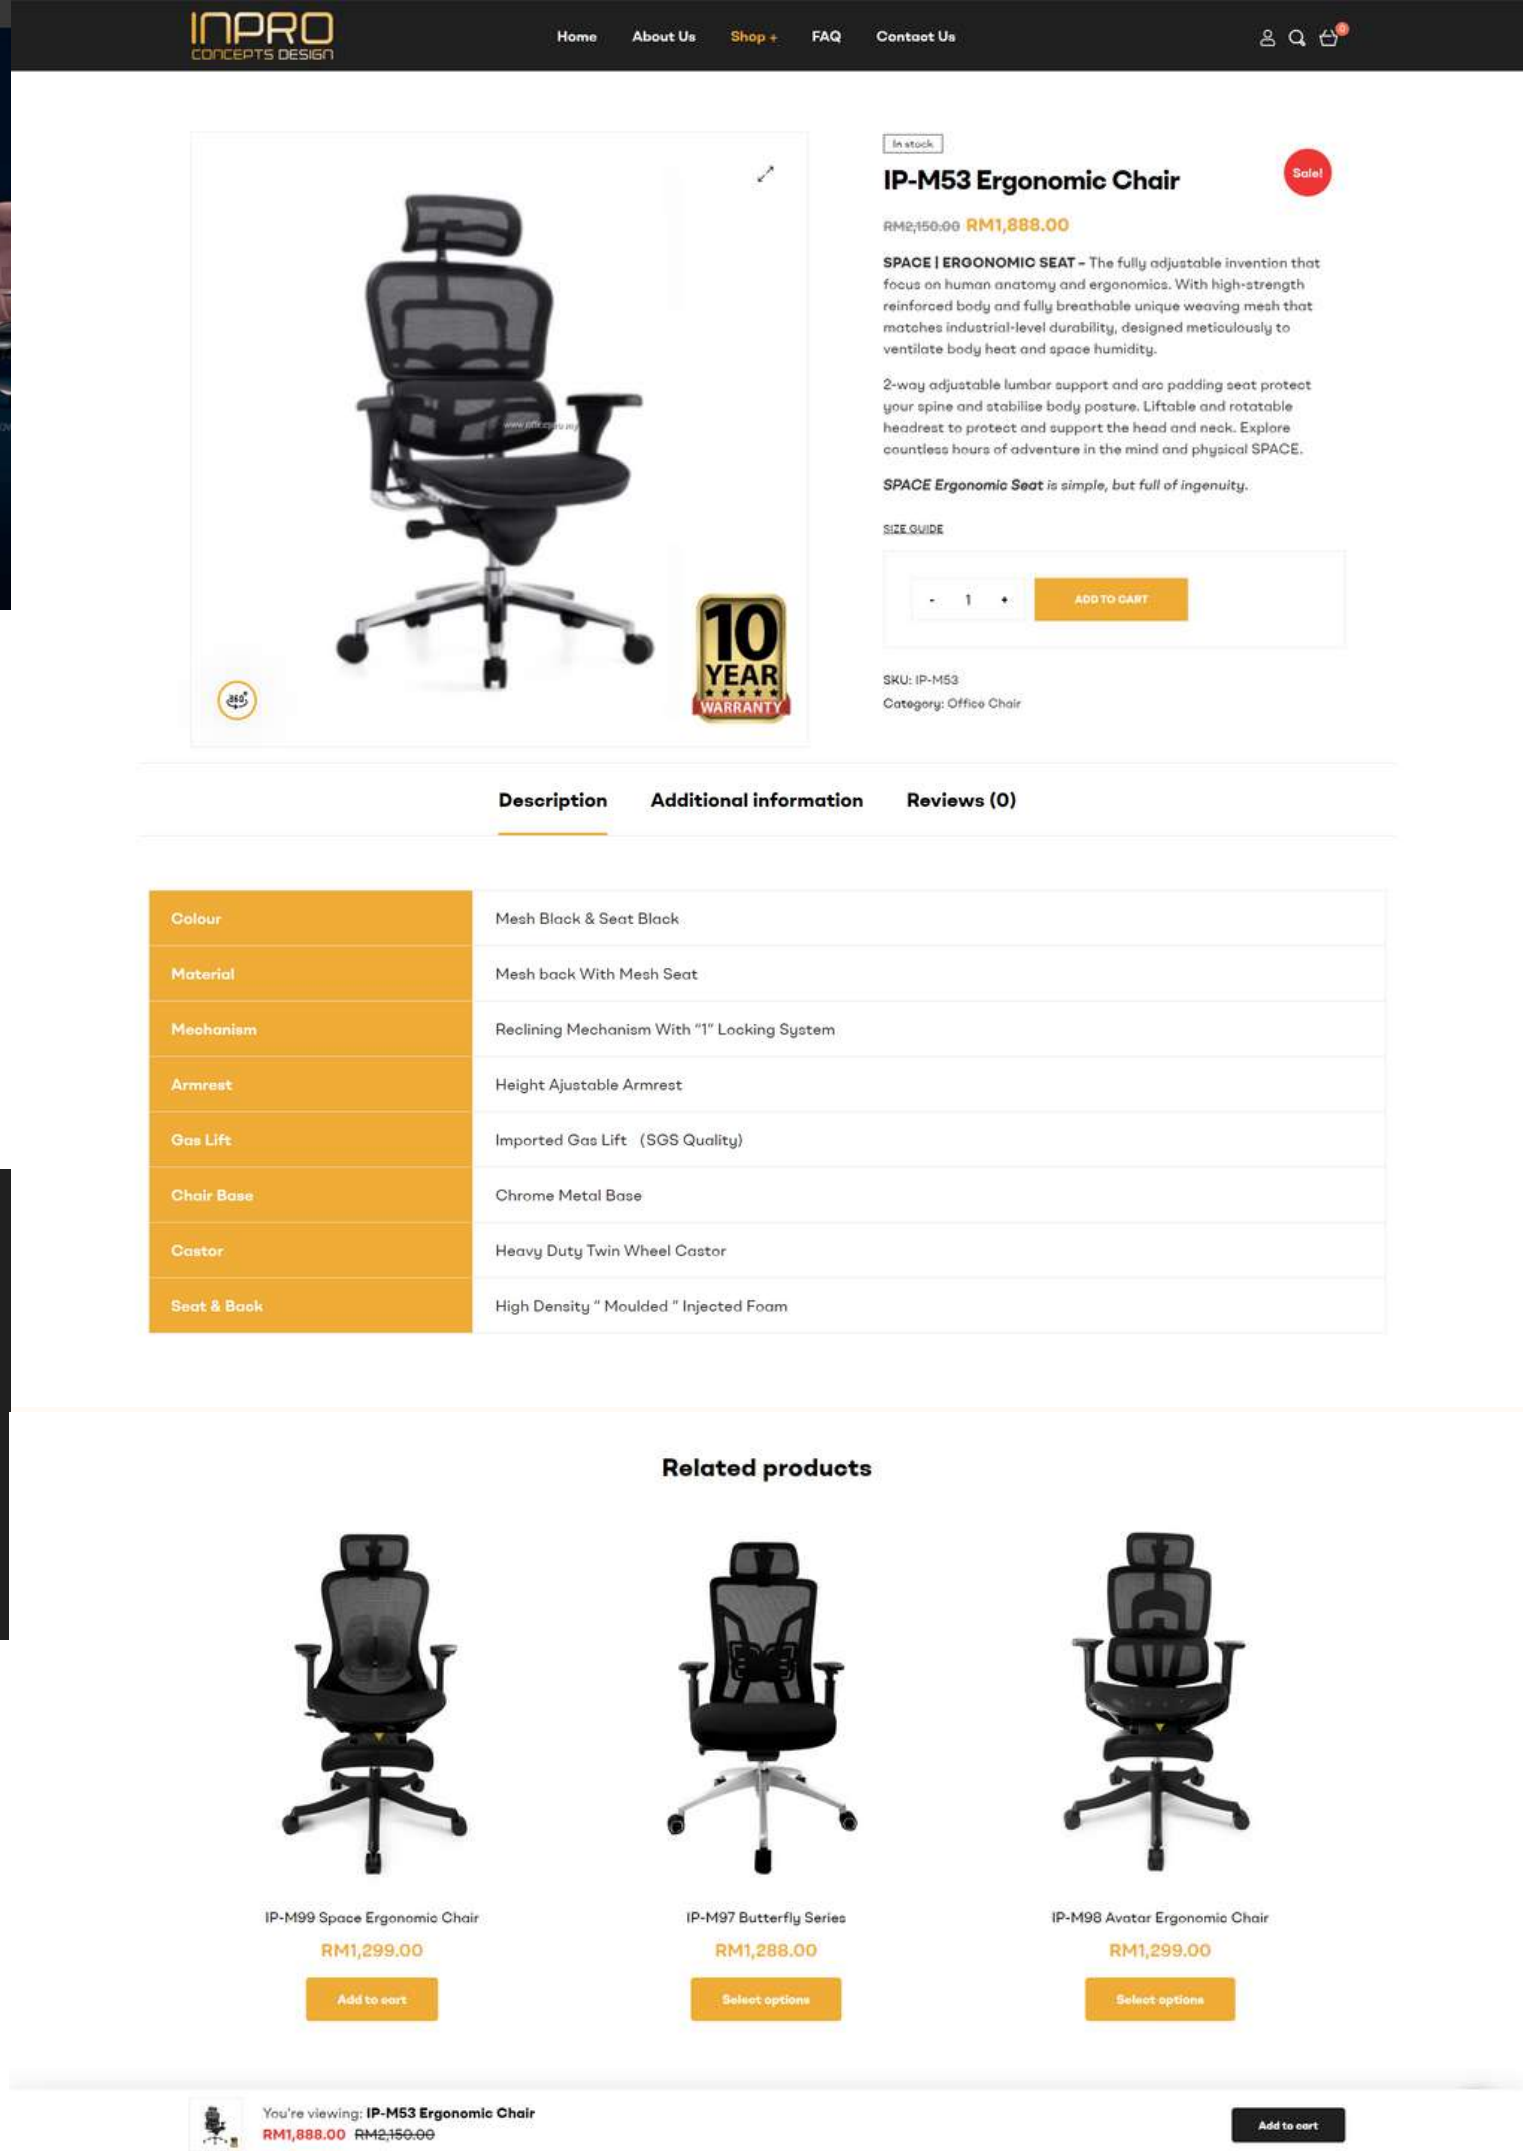 INPRO
CONCEPTS DESIGN
Home About Us Shop + FAQ Contact Us
0
In stock
IP-M53 Ergonomic Chair
Sale!
RM2,150.00 RM1,888.00
SPACE | ERGONOMIC SEAT – The fully adjustable invention that
focus on human anatomy and ergonomics. With high-strength
reinforced body and fully breathable unique weaving mesh that
matches industrial-level durability, designed meticulously to
ventilate body heat and space humidity.
2-way adjustable lumbar support and arc padding seat protect
your spine and stabilise body posture. Liftable and rotatable
headrest to protect and support the head and neck. Explore
countless hours of adventure in the mind and physical SPACE.
SPACE Ergonomic Seat is simple, but full of ingenuity.
SIZE GUIDE
- 1 + ADD TO CART
10
YEAR
WARRANTY
360°
SKU: IP-M53
Category: Office Chair
Description Additional information Reviews (0)
Colour Mesh Black & Seat Black
Material Mesh back With Mesh Seat
Mechanism Reclining Mechanism With "1" Locking System
Armrest Height Ajustable Armrest
Gas Lift Imported Gas Lift (SGS Quality)
Chair Base Chrome Metal Base
Castor Heavy Duty Twin Wheel Castor
Seat & Back High Density " Moulded " Injected Foam
Related products
IP-M99 Space Ergonomic Chair IP-M97 Butterfly Series IP-M98 Avatar Ergonomic Chair
RM1,299.00 RM1,288.00 RM1,299.00
Add to cart Select options Select options
You're viewing: IP-M53 Ergonomic Chair
RM1,888.00 RM2,150.00
Add to cart